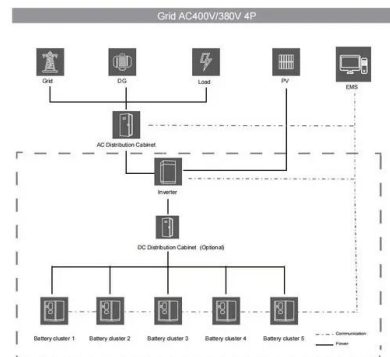 Grid AC400V/380V 4P
Grid
DG
Load
PV
EMS
AC Distribution Cabinet
Inverter
DC Distribution Cabinet (Optional)
Battery cluster 1
Battery cluster 2
Battery cluster 3
Battery cluster 4
Battery cluster 5
Communication
Power